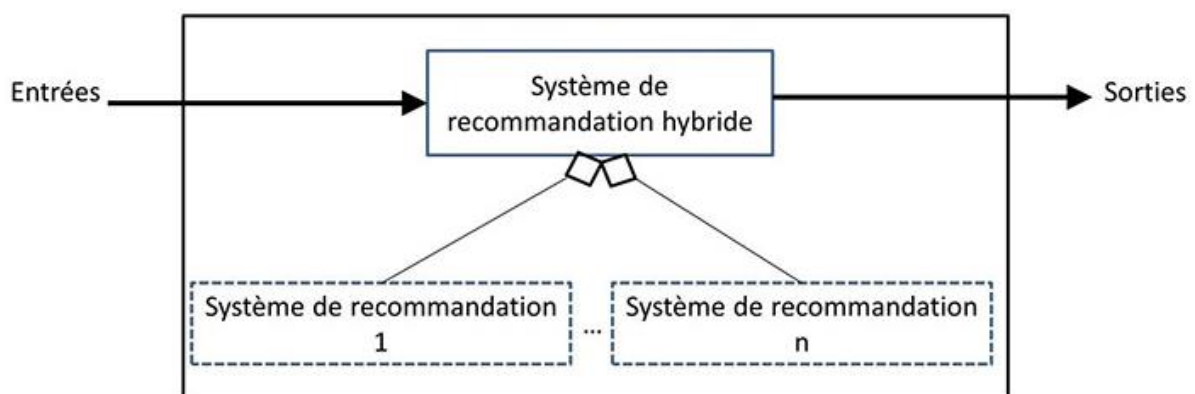 Entrées
Système de
recommandation hybride
Sorties
Système de recommandation
1
...
Système de recommandation
n